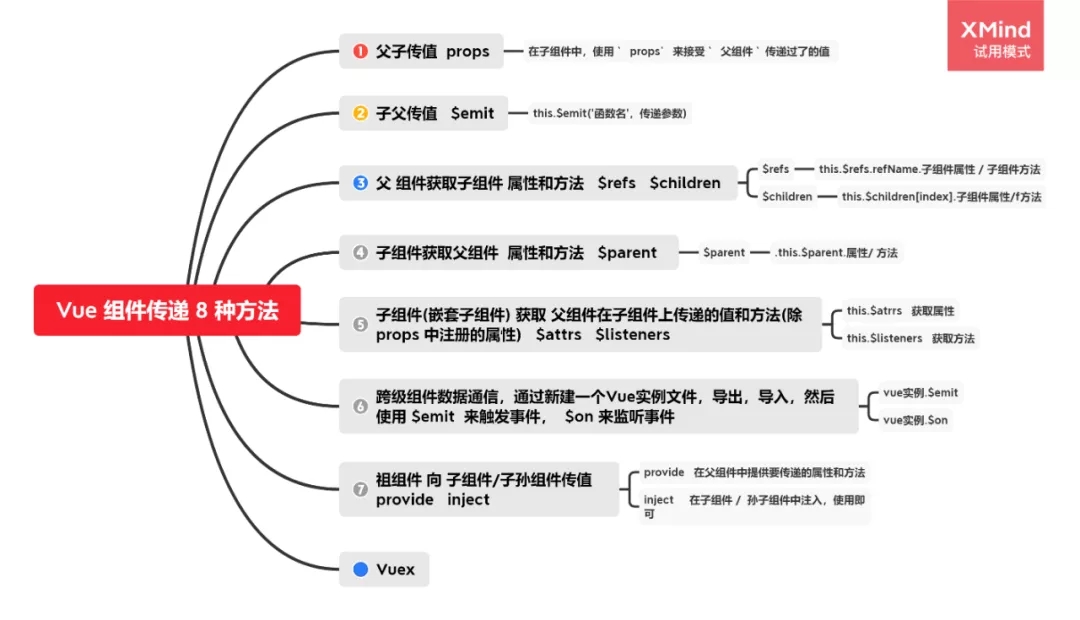 XMind
试用模式
Vue 组件传递 8 种方法
1 父子传值 props
在子组件中，使用 ` props` 来接受 ` 父组件 ` 传递过了的值
2 子父传值 $emit
this.$emit('函数名'，传递参数)
3 父 组件获取子组件 属性和方法 $refs $children
$refs
this.$refs.refName.子组件属性 / 子组件方法
$children
this.$children[index].子组件属性/f方法
4 子组件获取父组件 属性和方法 $parent
$parent
.this.$parent.属性/ 方法
5 子组件(嵌套子组件) 获取 父组件在子组件上传递的值和方法(除
props 中注册的属性) $attrs $listeners
this.$atrrs 获取属性
this.$listeners 获取方法
6 跨级组件数据通信，通过新建一个Vue实例文件，导出，导入，然后
使用 $emit 来触发事件， $on 来监听事件
vue实例.$emit
vue实例.$on
7 祖组件 向 子组件/子孙组件传值
provide inject
provide 在父组件中提供要传递的属性和方法
inject 在子组件 / 孙子组件中注入，使用即
可
Vuex